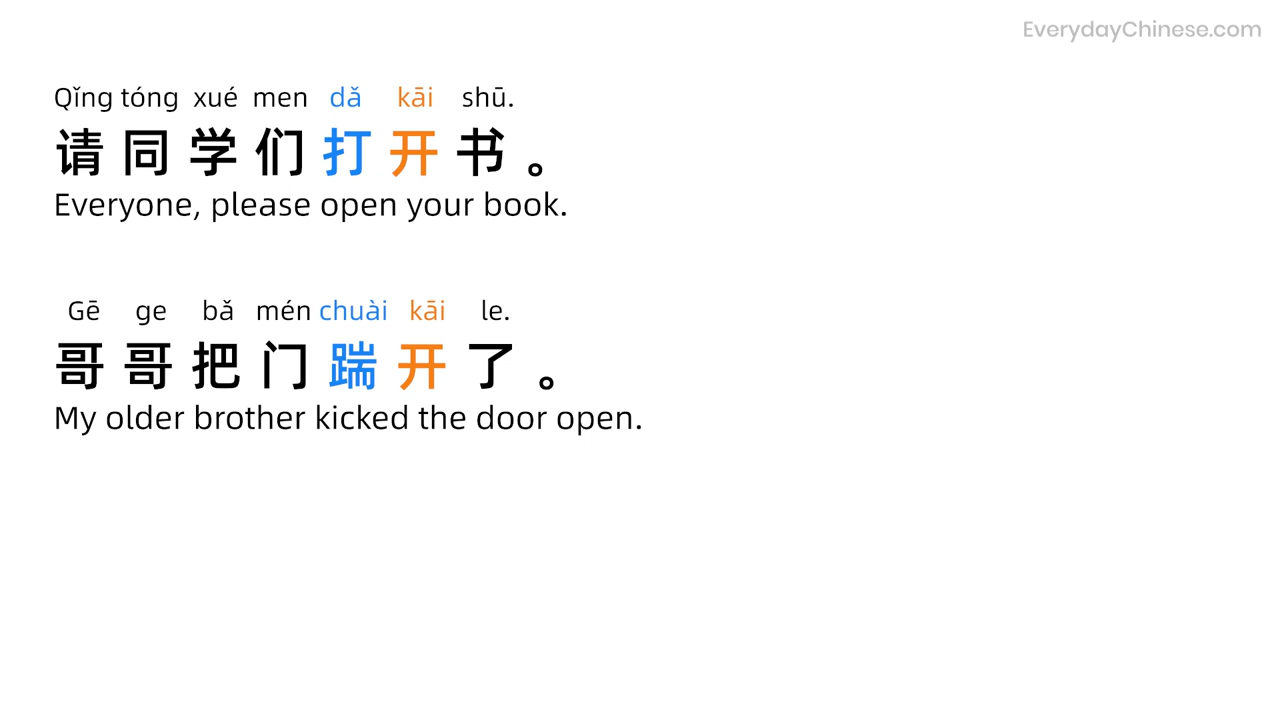 EverydayChinese.com
Qǐng tóng xué men dǎ kāi shū.
请同学们打开书。
Everyone, please open your book.
Gē ge bǎ mén chuài kāi le.
哥哥把门踹开了。
My older brother kicked the door open.